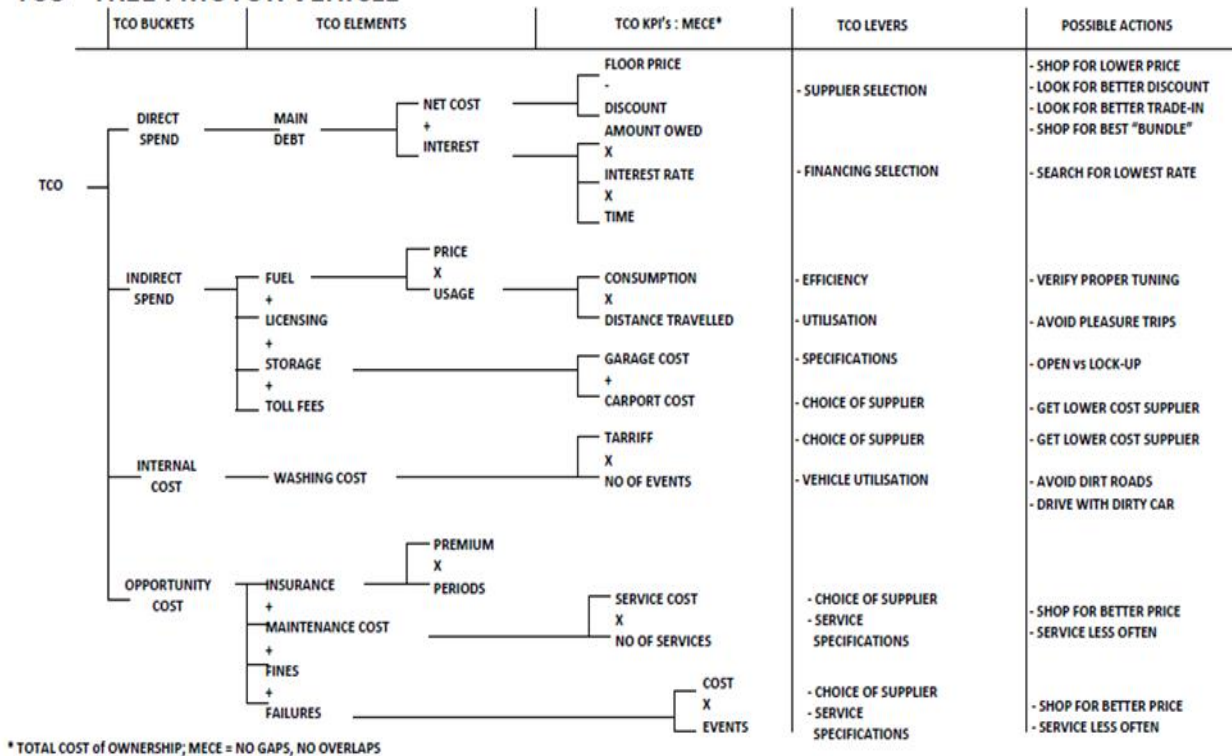 TCO BUCKETS TCO ELEMENTS TCO KPI's : MECE* TCO LEVERS POSSIBLE ACTIONS
FLOOR PRICE
-
DISCOUNT
NET COST
+
INTEREST
AMOUNT OWED
X
INTEREST RATE
X
TIME
DIRECT
SPEND
MAIN
DEBT
- SUPPLIER SELECTION
- FINANCING SELECTION
- SHOP FOR LOWER PRICE
- LOOK FOR BETTER DISCOUNT
- LOOK FOR BETTER TRADE-IN
- SHOP FOR BEST "BUNDLE"
- SEARCH FOR LOWEST RATE
TCO
INDIRECT
SPEND
FUEL
+
LICENSING
+
STORAGE
+
TOLL FEES
PRICE
X
USAGE
CONSUMPTION
X
DISTANCE TRAVELLED
GARAGE COST
+
CARPORT COST
- EFFICIENCY
- UTILISATION
- SPECIFICATIONS
- CHOICE OF SUPPLIER
- VERIFY PROPER TUNING
- AVOID PLEASURE TRIPS
- OPEN vs LOCK-UP
- GET LOWER COST SUPPLIER
INTERNAL
COST
WASHING COST
TARRIFF
X
NO OF EVENTS
- CHOICE OF SUPPLIER
- VEHICLE UTILISATION
- GET LOWER COST SUPPLIER
- AVOID DIRT ROADS
- DRIVE WITH DIRTY CAR
OPPORTUNITY
COST
INSURANCE
+
MAINTENANCE COST
+
FINES
+
FAILURES
PREMIUM
X
PERIODS
SERVICE COST
X
NO OF SERVICES
COST
X
EVENTS
- CHOICE OF SUPPLIER
- SERVICE
SPECIFICATIONS
- CHOICE OF SUPPLIER
- SERVICE
SPECIFICATIONS
- SHOP FOR BETTER PRICE
- SERVICE LESS OFTEN
- SHOP FOR BETTER PRICE
- SERVICE LESS OFTEN
* TOTAL COST of OWNERSHIP; MECE = NO GAPS, NO OVERLAPS